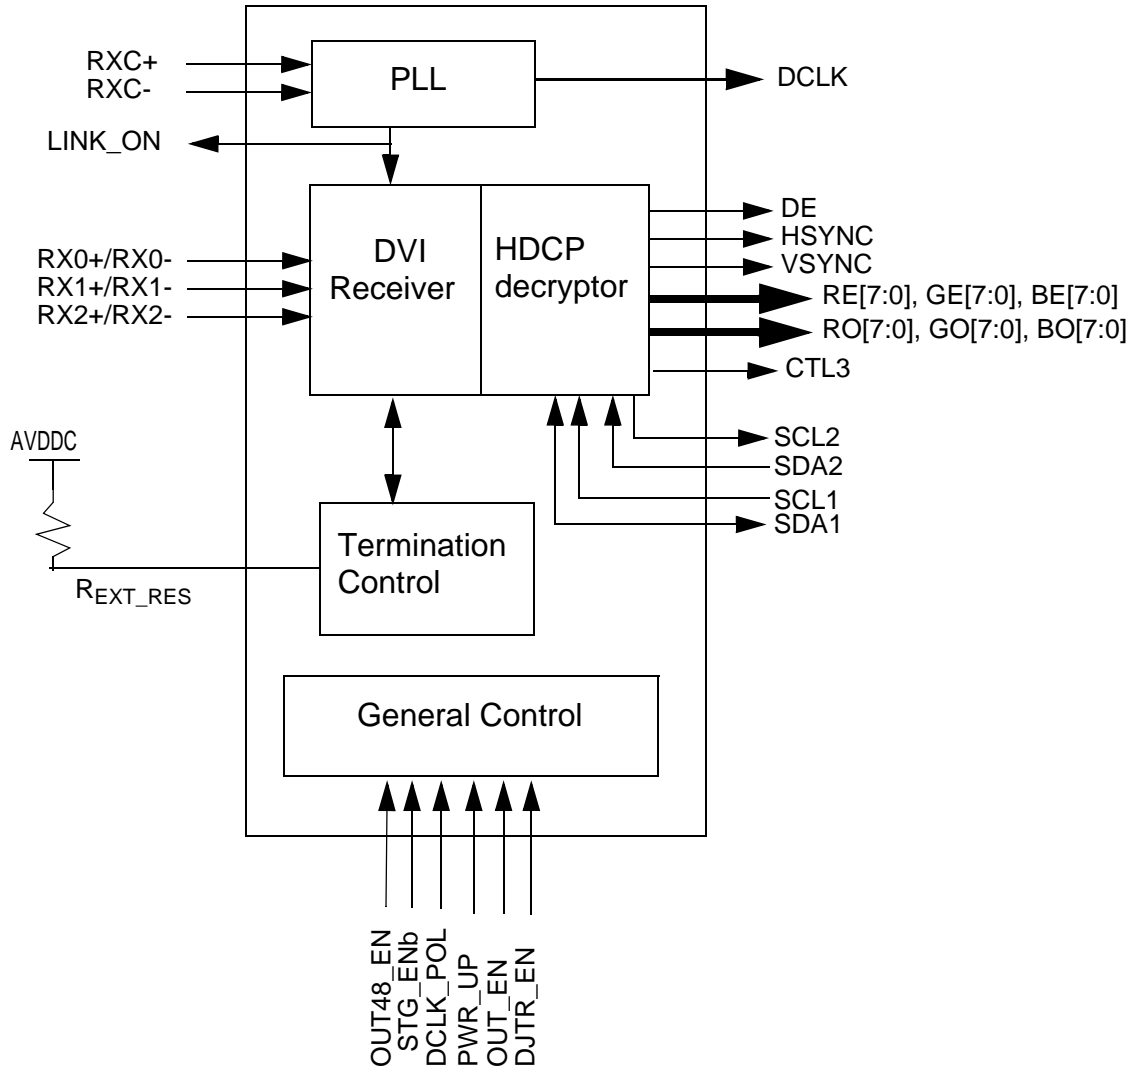 RXC+
RXC-
PLL
DCLK
LINK_ON
DVI
Receiver
HDCP
decryptor
DE
HSYNC
VSYNC
RX0+/RX0-
RX1+/RX1-
RX2+/RX2-
RE[7:0], GE[7:0], BE[7:0]
RO[7:0], GO[7:0], BO[7:0]
CTL3
AVDDC
SCL2
SDA2
SCL1
SDA1
Termination
Control
REXT_RES
General Control
OUT48_EN
STG_ENb
DCLK_POL
PWR_UP
OUT_EN
DJTR_EN